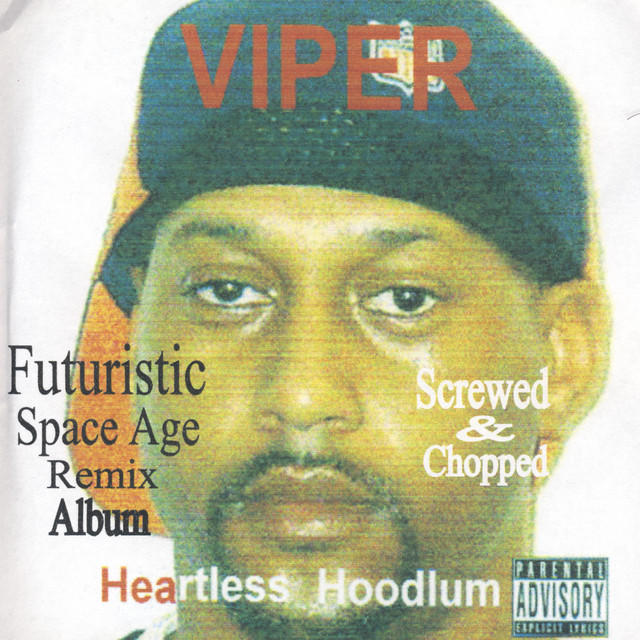 VIPER
Futuristic
Space Age
Remix
Album
Screwed
&
Chopped
Heartless Hoodlum
PARENTAL
ADVISORY
EXPLICIT LYRICS